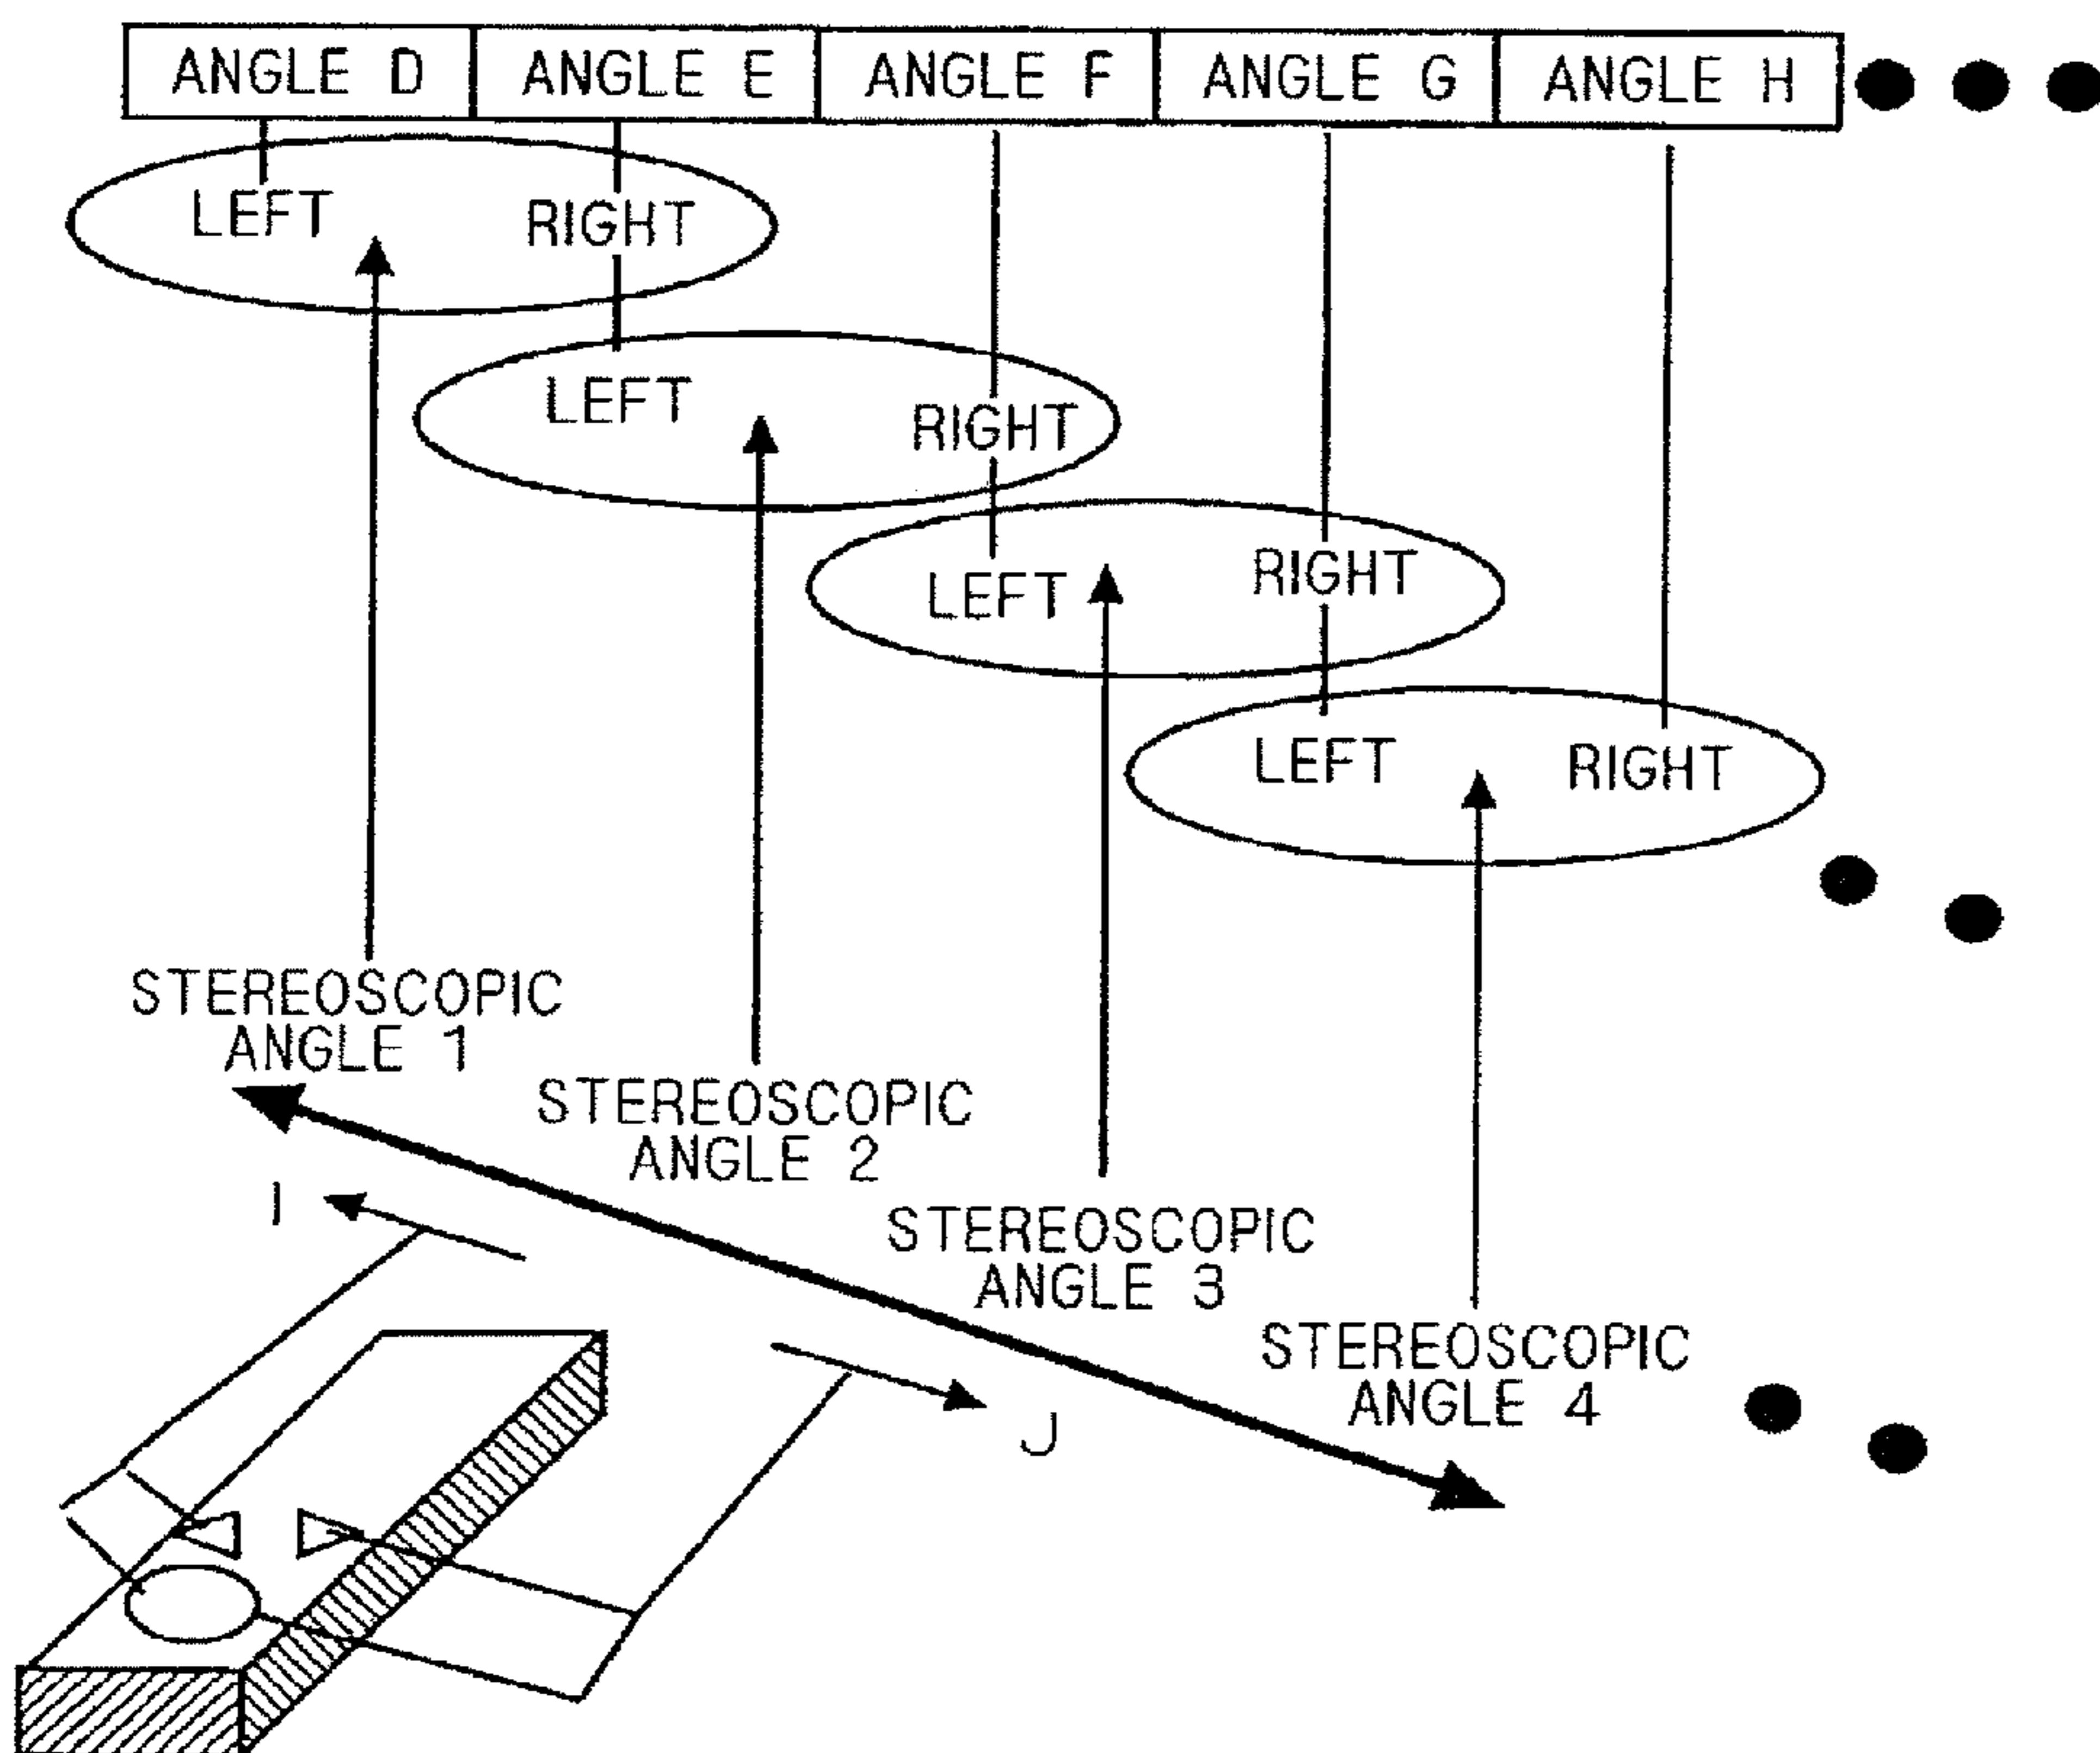 ANGLE D ANGLE E ANGLE F ANGLE G ANGLE H
LEFT RIGHT
LEFT RIGHT
LEFT RIGHT
LEFT RIGHT
STEREOSCOPIC
ANGLE 1
STEREOSCOPIC
ANGLE 2
I
STEREOSCOPIC
ANGLE 3
STEREOSCOPIC
ANGLE 4
J